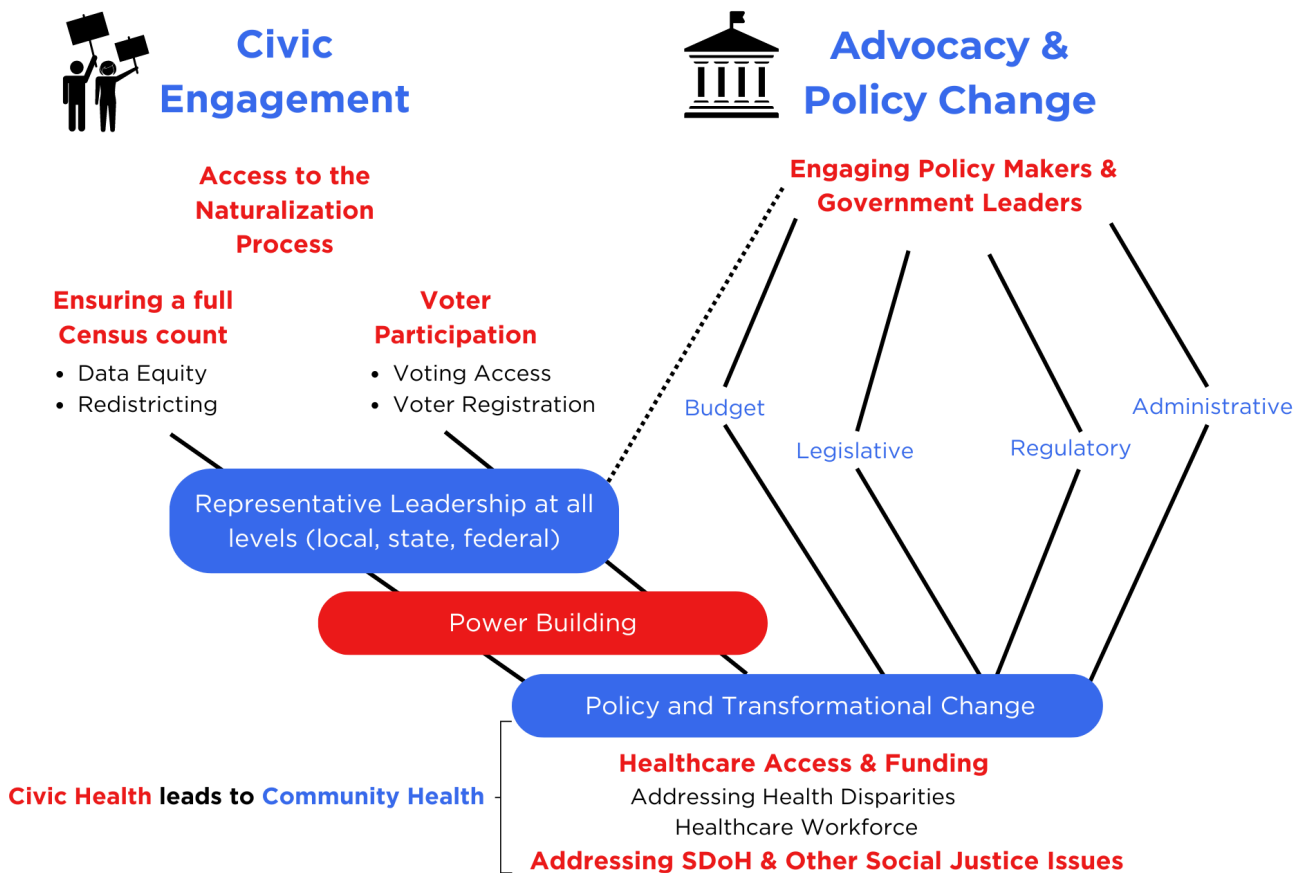 Civic
Engagement
Access to the
Naturalization
Process
Ensuring a full
Census count
• Data Equity
• Redistricting
Voter
Participation
• Voting Access
• Voter Registration
Advocacy &
Policy Change
Engaging Policy Makers &
Government Leaders
Budget
Legislative
Regulatory
Administrative
Representative Leadership at all
levels (local, state, federal)
Power Building
Policy and Transformational Change
Civic Health leads to Community Health
Healthcare Access & Funding
Addressing Health Disparities
Healthcare Workforce
Addressing SDoH & Other Social Justice Issues